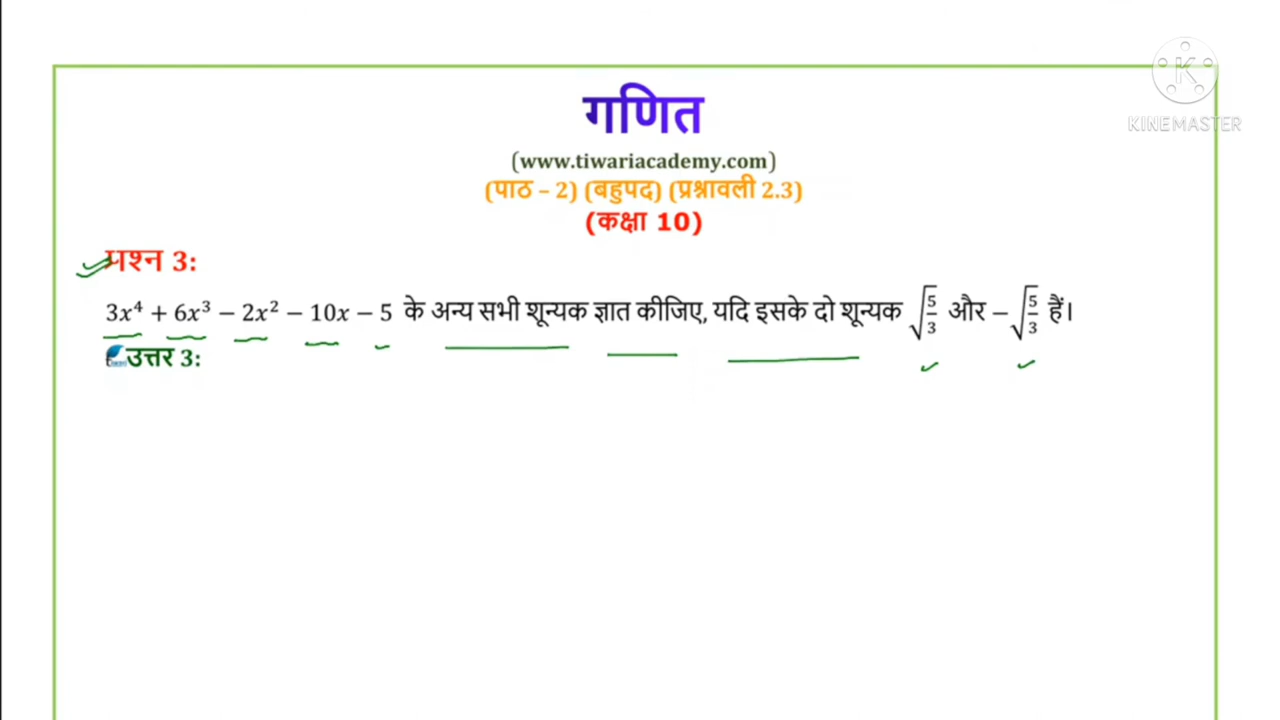 गणित
KINEMASTER
(www.tiwariacademy.com)
(पाठ – 2) (बहुपद) (प्रश्नावली 2.3)
(कक्षा 10)
प्रश्न 3:
3x⁴ + 6x³ − 2x² − 10x − 5 के अन्य सभी शून्यक ज्ञात कीजिए, यदि इसके दो शून्यक √(5/3) और −√(5/3) हैं।
उत्तर 3: